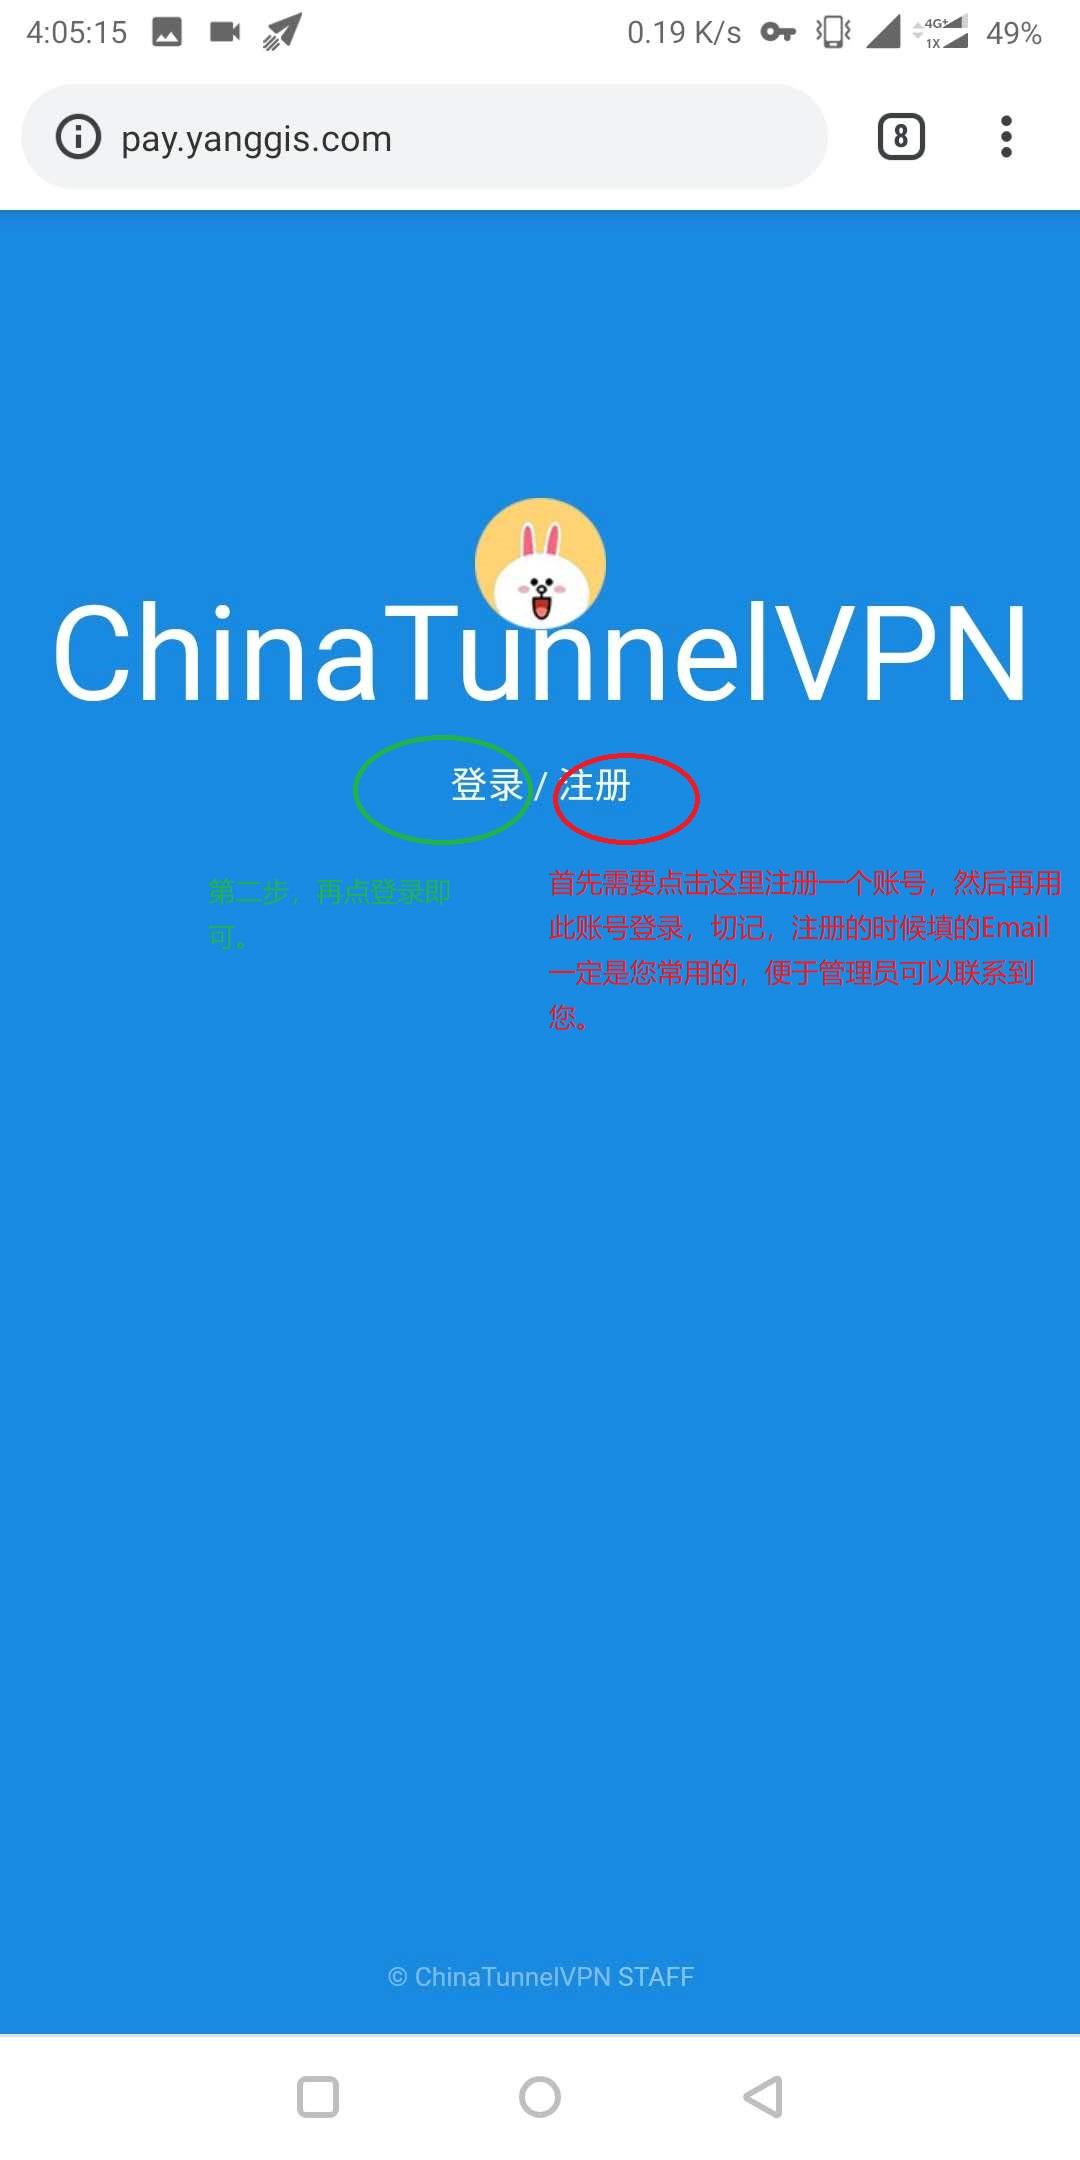 4:05:15 0.19 K/s 4G+ 1X 49%
pay.yanggis.com 8
ChinaTunnelVPN
登录 / 注册
第二步，再点登录即
可。
首先需要点击这里注册一个账号，然后再用
此账号登录，切记，注册的时候填的Email
一定是您常用的，便于管理员可以联系到
您。
© ChinaTunnelVPN STAFF